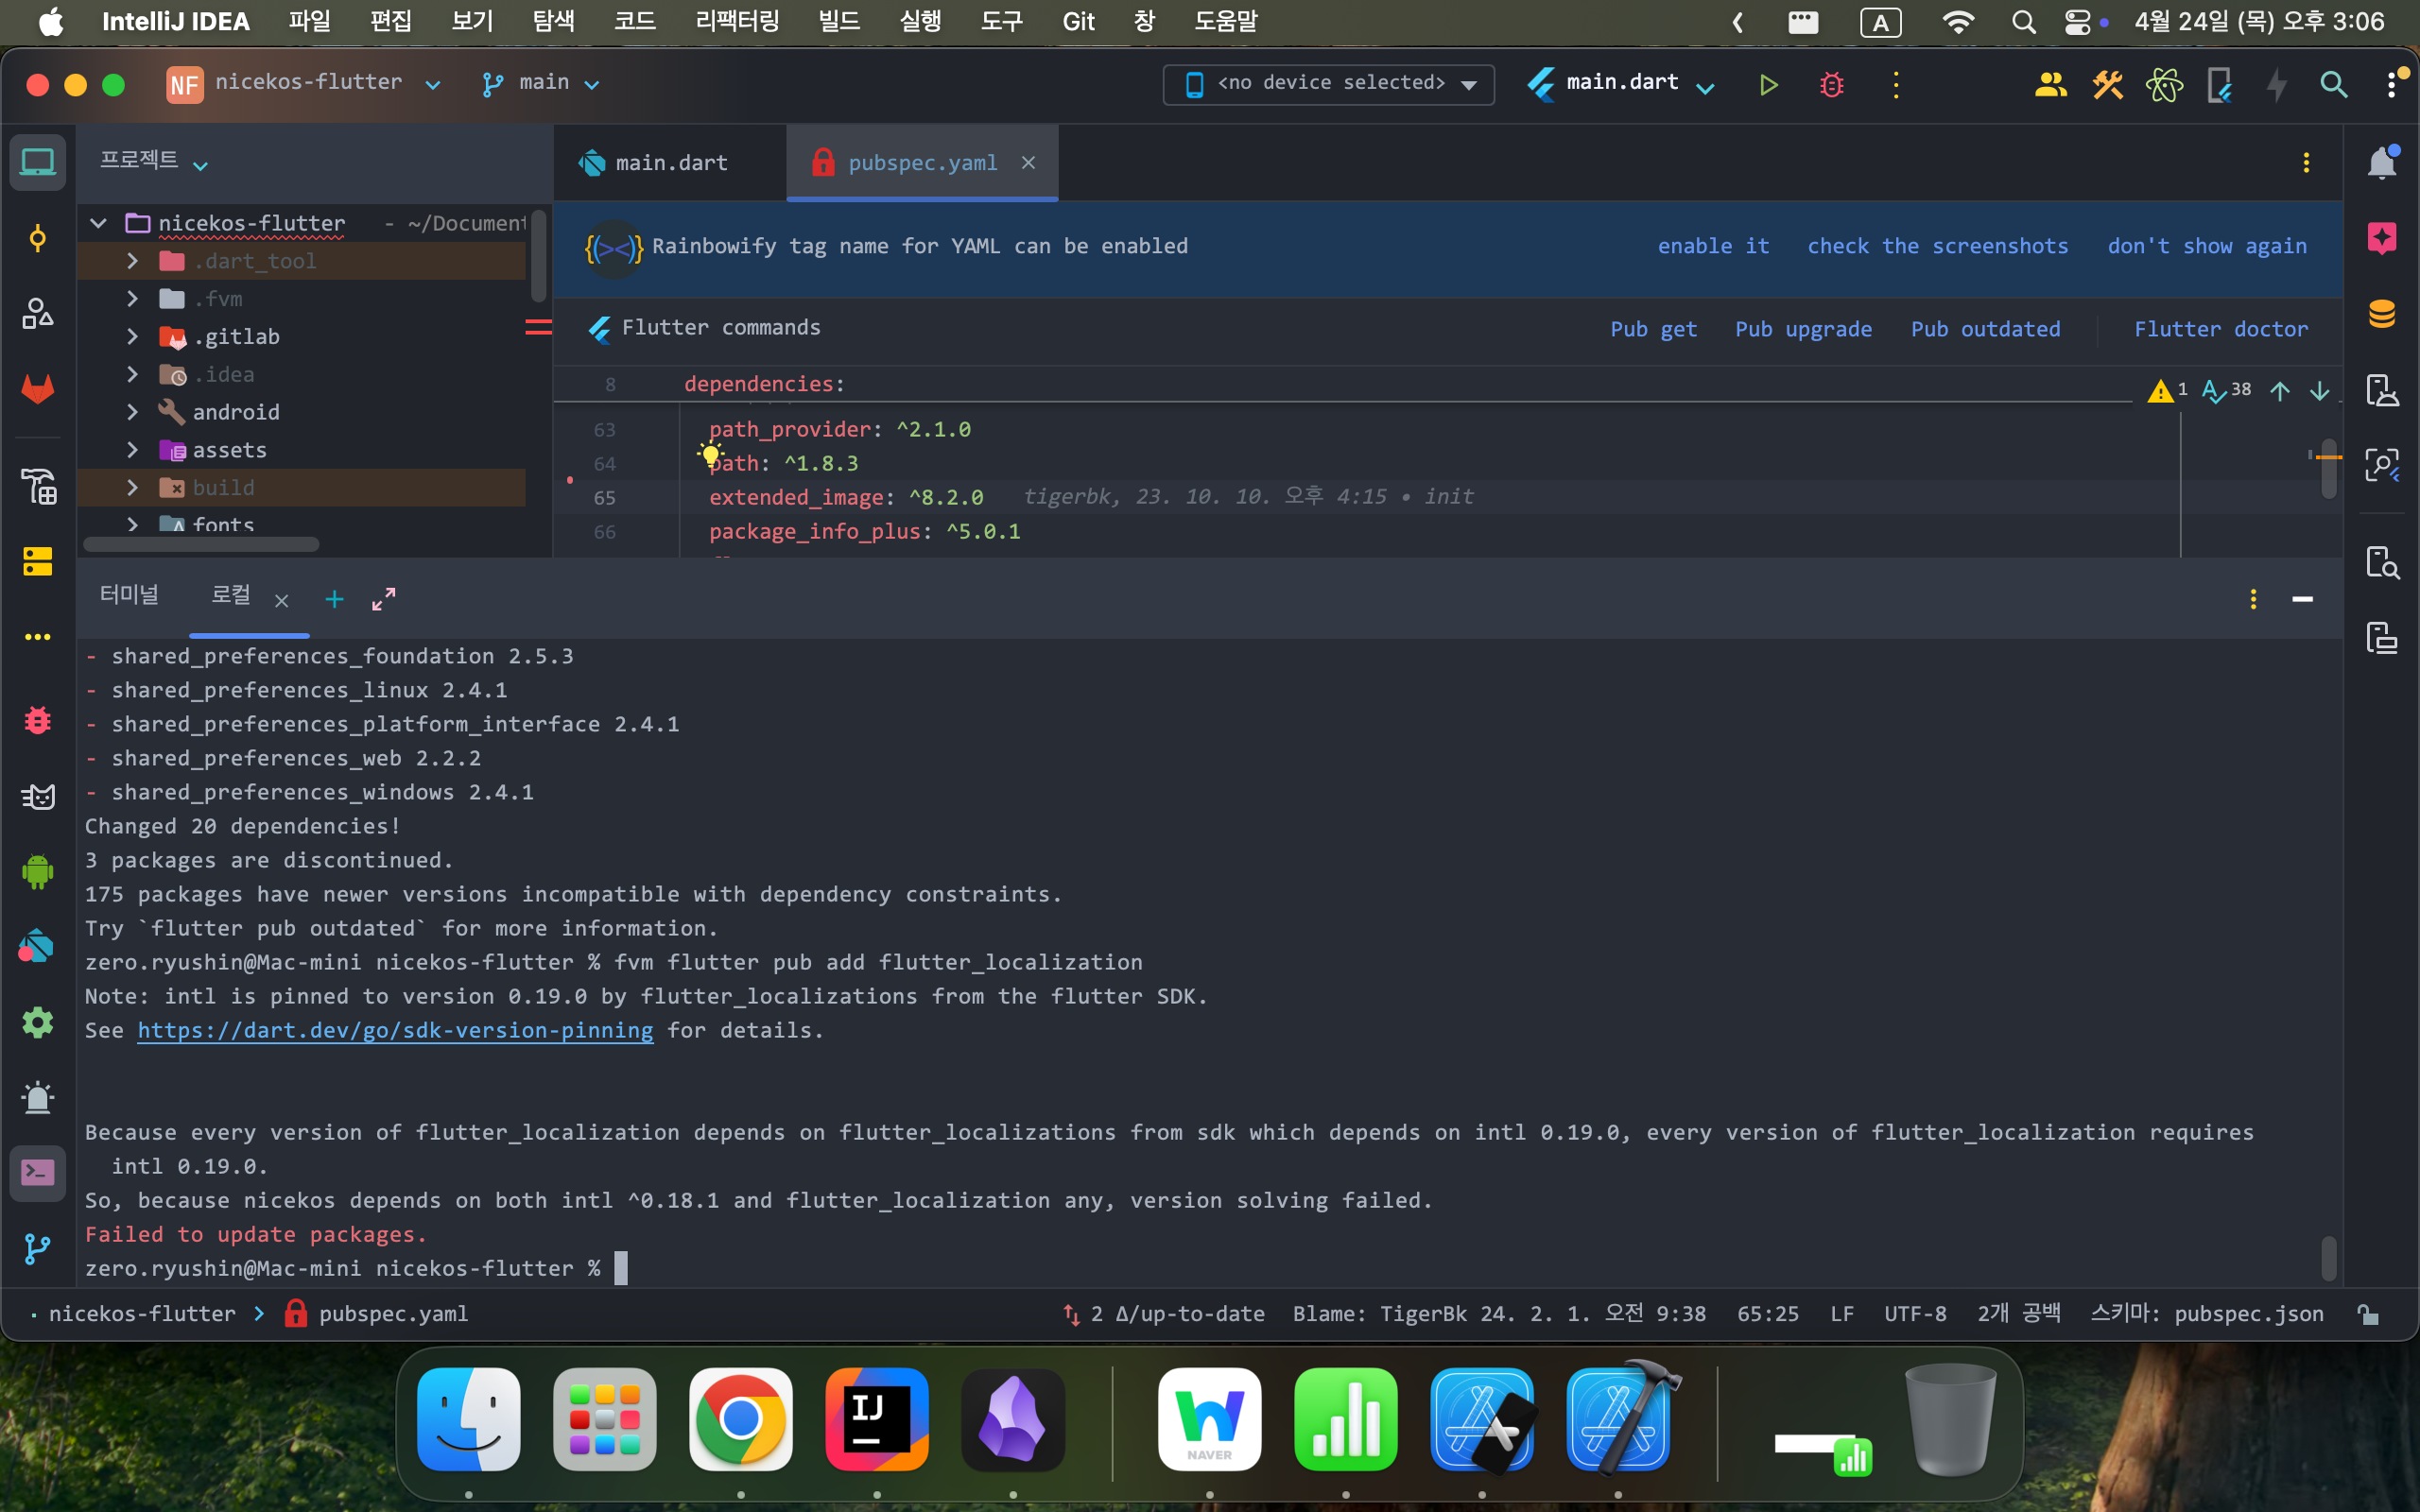 IntelliJ IDEA 파일 편집 보기 탐색 코드 리팩터링 빌드 실행 도구 Git 창 도움말 A 4월 24일 (목) 오후 3:06
NF nicekos-flutter main <no device selected> main.dart
프로젝트 main.dart pubspec.yaml
nicekos-flutter - ~/Document
.dart_tool
.fvm
.gitlab
.idea
android
assets
build
fonts
Rainbowify tag name for YAML can be enabled enable it check the screenshots don't show again
Flutter commands Pub get Pub upgrade Pub outdated Flutter doctor
8 dependencies: 1 38
63 path_provider: ^2.1.0
64 path: ^1.8.3
65 extended_image: ^8.2.0 tigerbk, 23. 10. 10. 오후 4:15 • init
66 package_info_plus: ^5.0.1
터미널 로컬
- shared_preferences_foundation 2.5.3
- shared_preferences_linux 2.4.1
- shared_preferences_platform_interface 2.4.1
- shared_preferences_web 2.2.2
- shared_preferences_windows 2.4.1
Changed 20 dependencies!
3 packages are discontinued.
175 packages have newer versions incompatible with dependency constraints.
Try `flutter pub outdated` for more information.
zero.ryushin@Mac-mini nicekos-flutter % fvm flutter pub add flutter_localization
Note: intl is pinned to version 0.19.0 by flutter_localizations from the flutter SDK.
See https://dart.dev/go/sdk-version-pinning for details.
Because every version of flutter_localization depends on flutter_localizations from sdk which depends on intl 0.19.0, every version of flutter_localization requires
intl 0.19.0.
So, because nicekos depends on both intl ^0.18.1 and flutter_localization any, version solving failed.
Failed to update packages.
zero.ryushin@Mac-mini nicekos-flutter %
nicekos-flutter pubspec.yaml 2 ∆/up-to-date Blame: TigerBk 24. 2. 1. 오전 9:38 65:25 LF UTF-8 2개 공백 스키마: pubspec.json
IJ
NAVER